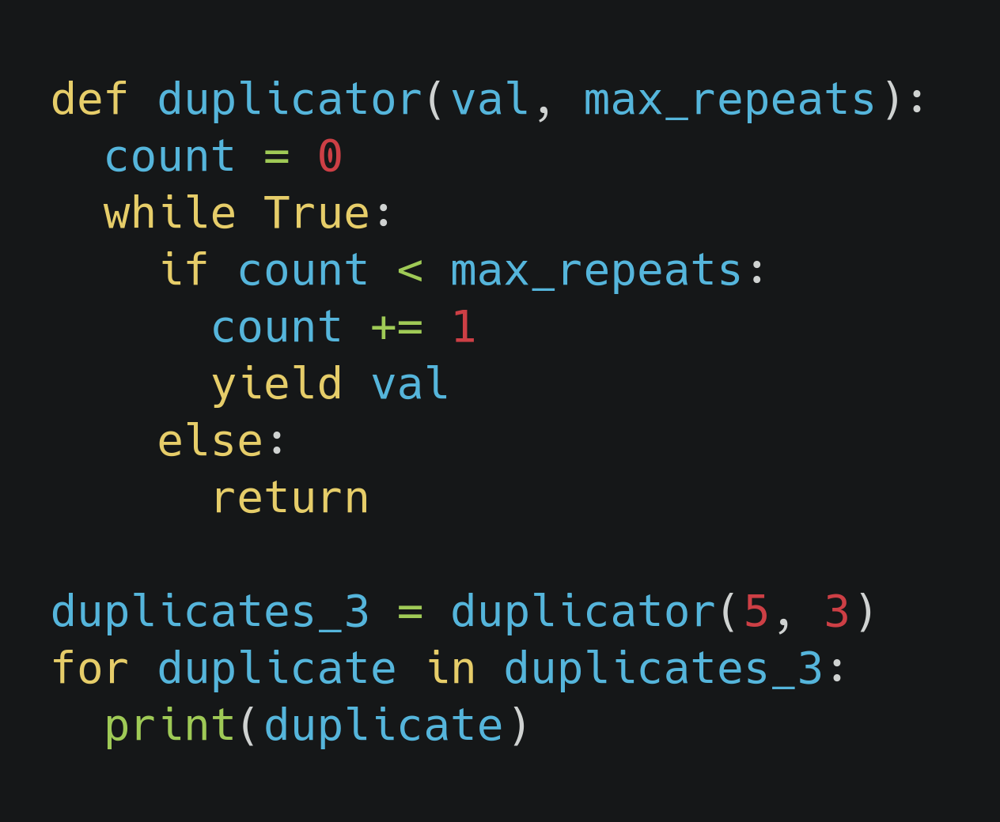 def duplicator(val, max_repeats):
  count = 0
  while True:
    if count < max_repeats:
      count += 1
      yield val
    else:
      return

duplicates_3 = duplicator(5, 3)
for duplicate in duplicates_3:
  print(duplicate)